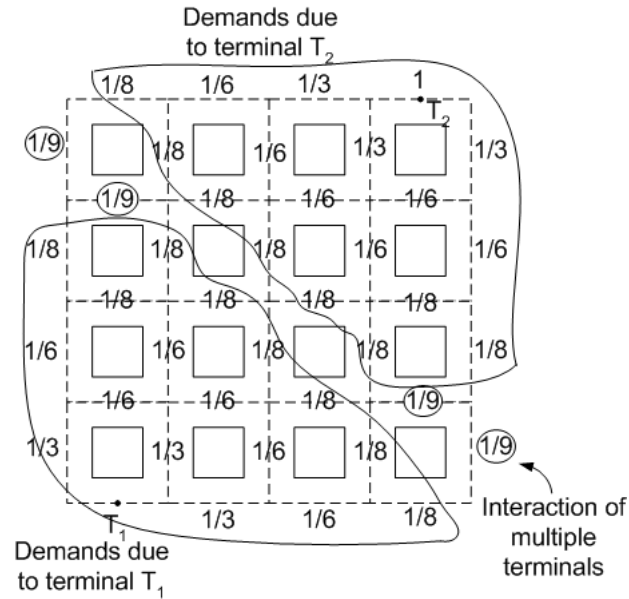 Demands due
to terminal T2
1/8 1/6 1/3 1
T2
1/9 1/8 1/6 1/3 1/3
1/9 1/8 1/6 1/6
1/8 1/8 1/8 1/6 1/6
1/8 1/8 1/8 1/8
1/6 1/6 1/8 1/8 1/8
1/6 1/6 1/8 1/9
1/3 1/3 1/6 1/8 1/9
T1 1/3 1/6 1/8
Demands due
to terminal T1
Interaction of
multiple
terminals